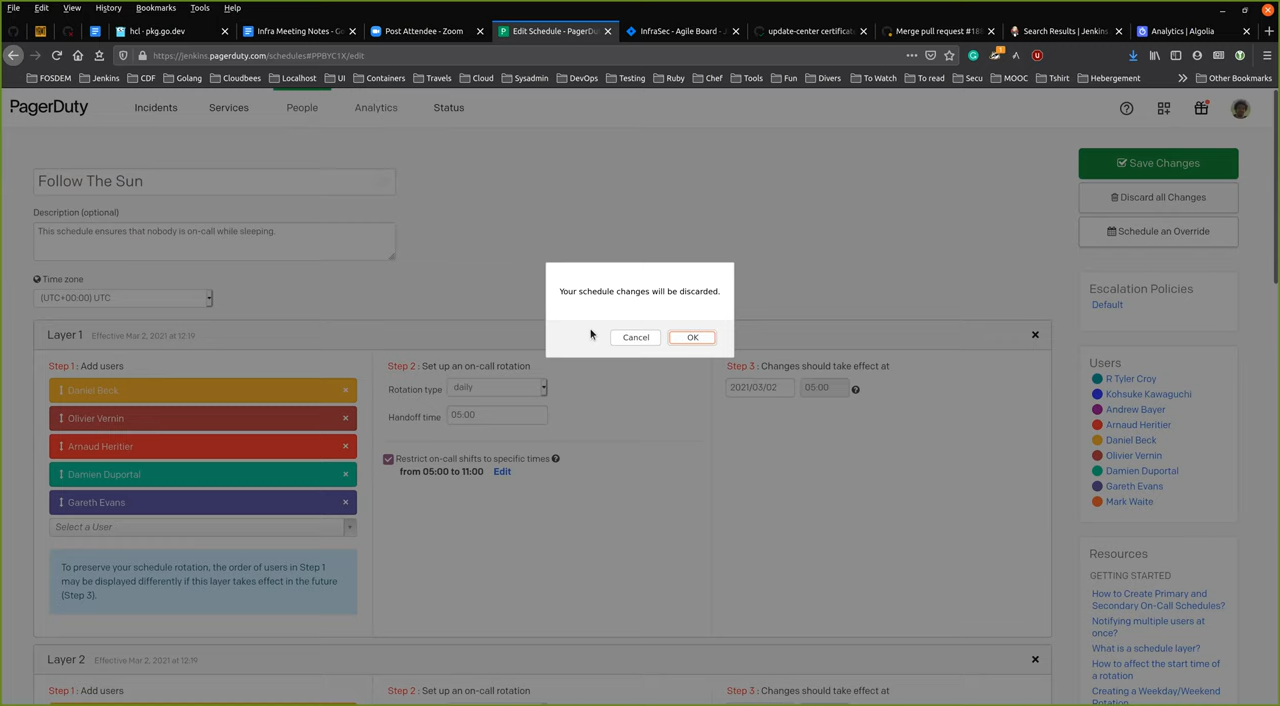 File Edit View History Bookmarks Tools Help
hcl - pkg.go.dev
Infra Meeting Notes - Go
Post Attendee - Zoom
Edit Schedule - PagerDu
InfraSec - Agile Board - J
update-center certificat
Merge pull request #18
Search Results | Jenkins
Analytics | Algolia
https://jenkins.pagerduty.com/schedules#PPBYC1X/edit
FOSDEM Jenkins CDF Golang Cloudbees Localhost UI Containers Travels Cloud Sysadmin DevOps Testing Ruby Chef Tools Fun Divers To Watch To read Secu MOOC Tshirt Hebergement Other Bookmarks
PagerDuty Incidents Services People Analytics Status
Follow The Sun
Save Changes
Discard all Changes
Schedule an Override
Description (optional)
This schedule ensures that nobody is on-call while sleeping.
Time zone
(UTC+00:00) UTC
Your schedule changes will be discarded.
Cancel OK
Escalation Policies
Default
Layer 1 Effective Mar 2, 2021 at 12:19
Step 1 : Add users
Daniel Beck
Olivier Vernin
Arnaud Heritier
Damien Duportal
Gareth Evans
Select a User
To preserve your schedule rotation, the order of users in Step 1
may be displayed differently if this layer takes effect in the future
(Step 3).
Step 2 : Set up an on-call rotation
Rotation type daily
Handoff time 05:00
Restrict on-call shifts to specific times
from 05:00 to 11:00 Edit
Step 3 : Changes should take effect at
2021/03/02 05:00
Users
R Tyler Croy
Kohsuke Kawaguchi
Andrew Bayer
Arnaud Heritier
Daniel Beck
Olivier Vernin
Damien Duportal
Gareth Evans
Mark Waite
Resources
GETTING STARTED
How to Create Primary and
Secondary On-Call Schedules?
Notifying multiple users at
once?
What is a schedule layer?
How to affect the start time of
a rotation
Creating a Weekday/Weekend
Rotation
Layer 2 Effective Mar 2, 2021 at 12:19
Step 1 : Add users
Step 2 : Set up an on-call rotation
Step 3 : Changes should take effect at